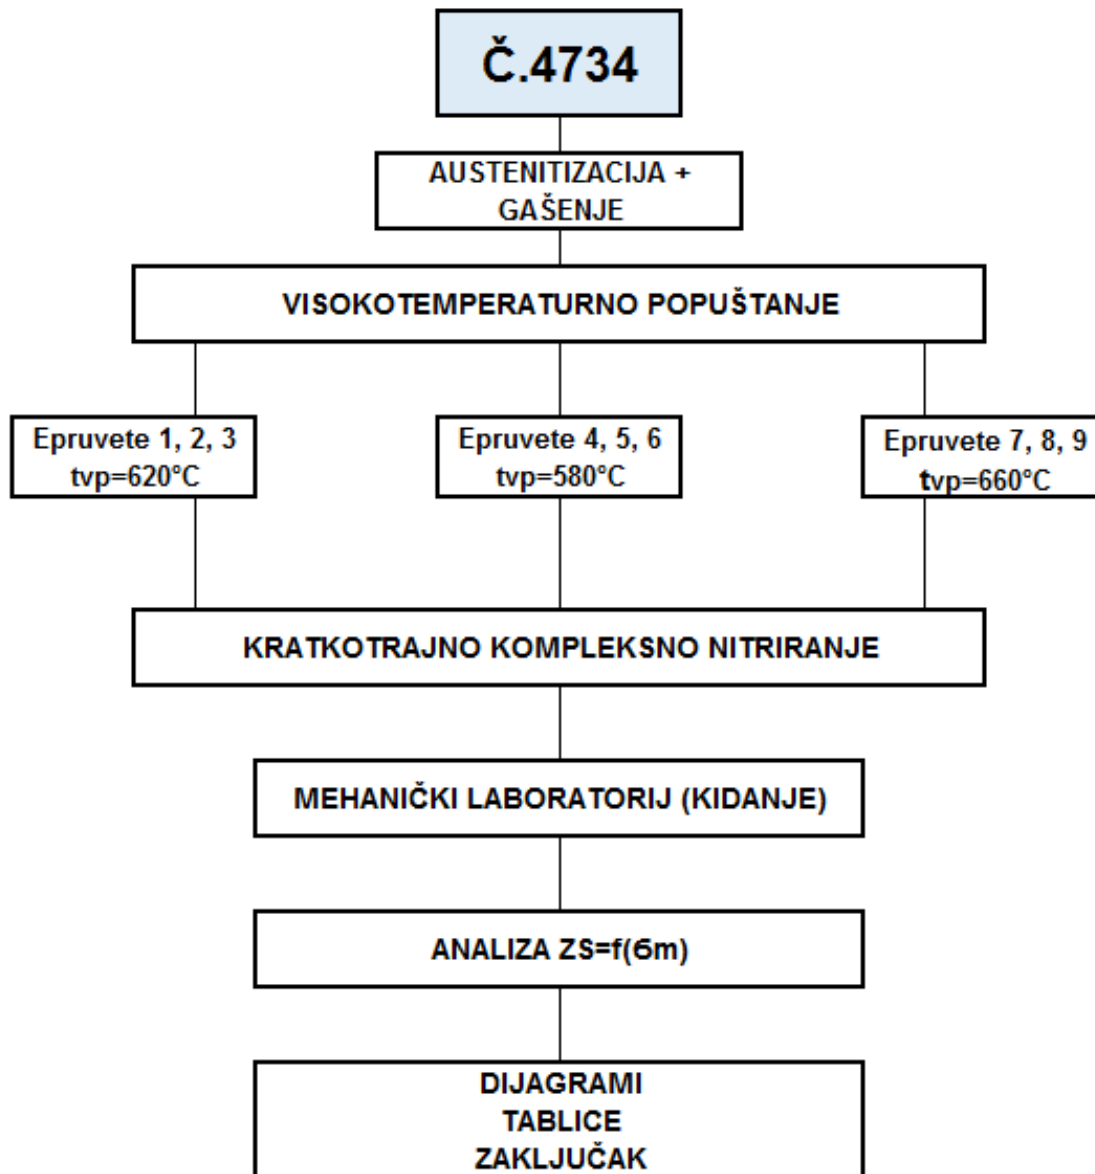 Č.4734
AUSTENITIZACIJA +
GAŠENJE
VISOKOTEMPERATURNO POPUŠTANJE
Epruvete 1, 2, 3
tvp=620°C
Epruvete 4, 5, 6
tvp=580°C
Epruvete 7, 8, 9
tvp=660°C
KRATKOTRAJNO KOMPLEKSNO NITRIRANJE
MEHANIČKI LABORATORIJ (KIDANJE)
ANALIZA ZS=f(б‌m)
DIJAGRAMI
TABLICE
ZAKLJUČAK